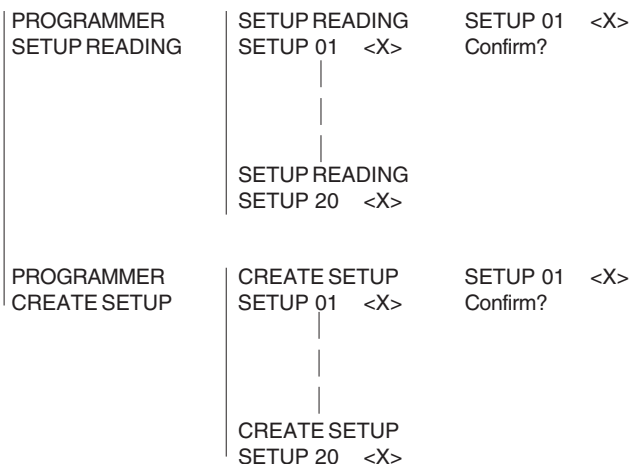 PROGRAMMER SETUP READING SETUP 01 <X>
SETUP READING SETUP 01 <X> Confirm?
SETUP READING
SETUP 20 <X>
PROGRAMMER CREATE SETUP SETUP 01 <X>
CREATE SETUP SETUP 01 <X> Confirm?
CREATE SETUP
SETUP 20 <X>